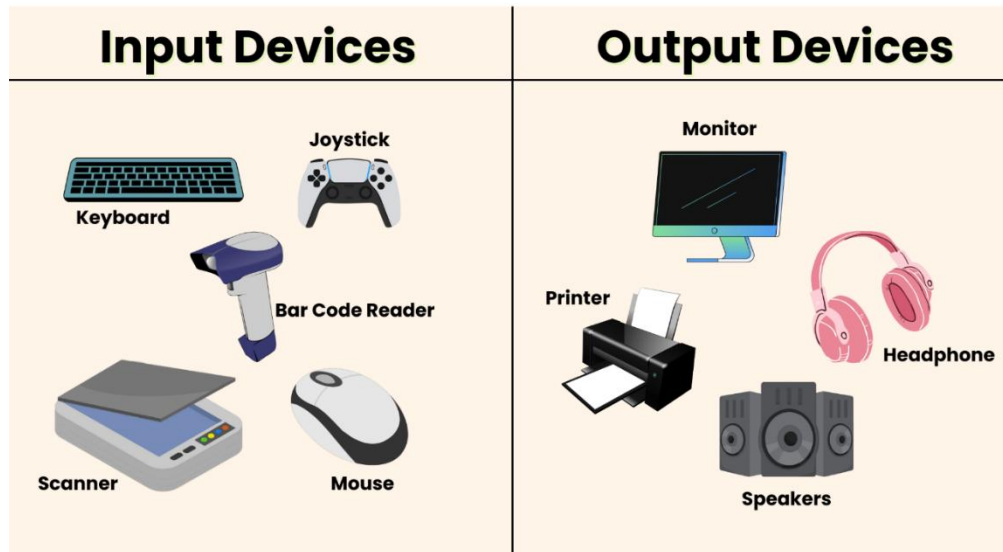 Input Devices
Output Devices
Keyboard
Joystick
Bar Code Reader
Scanner
Mouse
Monitor
Printer
Headphone
Speakers